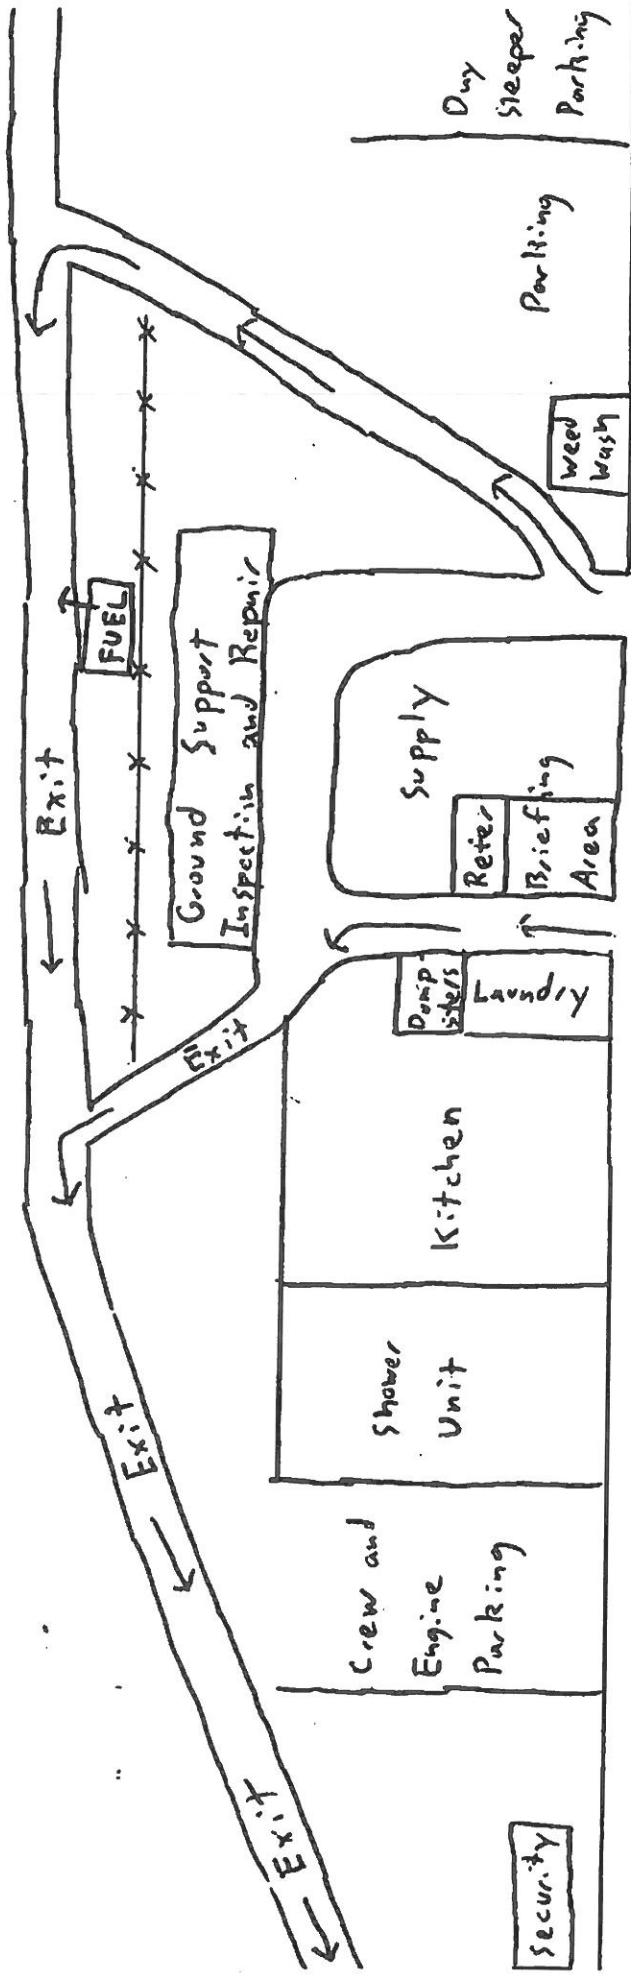 Exit
FUEL
Ground Support
Inspection and Repair
Day
Sleeper
Parking
Parking
Weed
Wash
Supply
Reter
Briefing
Area
Exit
Dump-
sters
Laundry
Kitchen
Shower
Unit
Exit
Crew and
Engine
Parking
Exit
Security